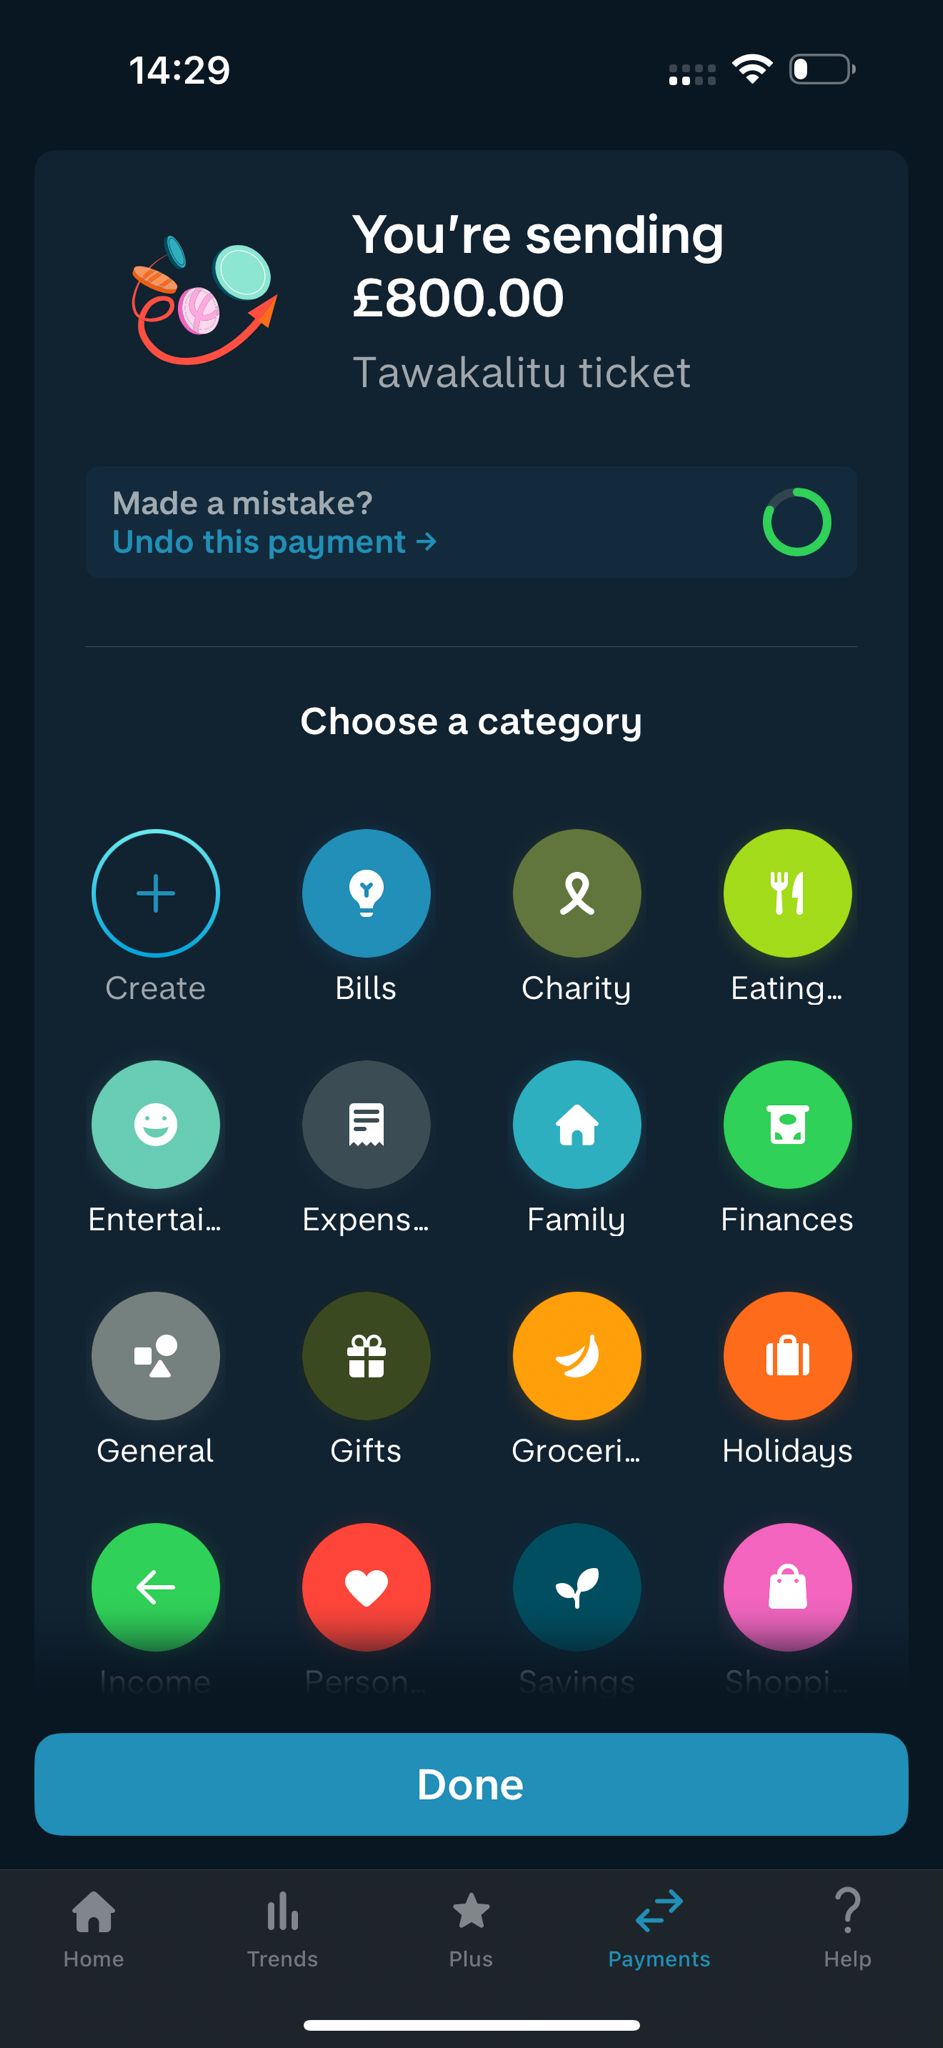 14:29
You're sending
£800.00
Tawakalitu ticket
Made a mistake?
Undo this payment →
Choose a category
Create
Bills
Charity
Eating...
Entertai...
Expens...
Family
Finances
General
Gifts
Groceri...
Holidays
Income
Person...
Savings
Shoppi...
Done
Home
Trends
Plus
Payments
Help